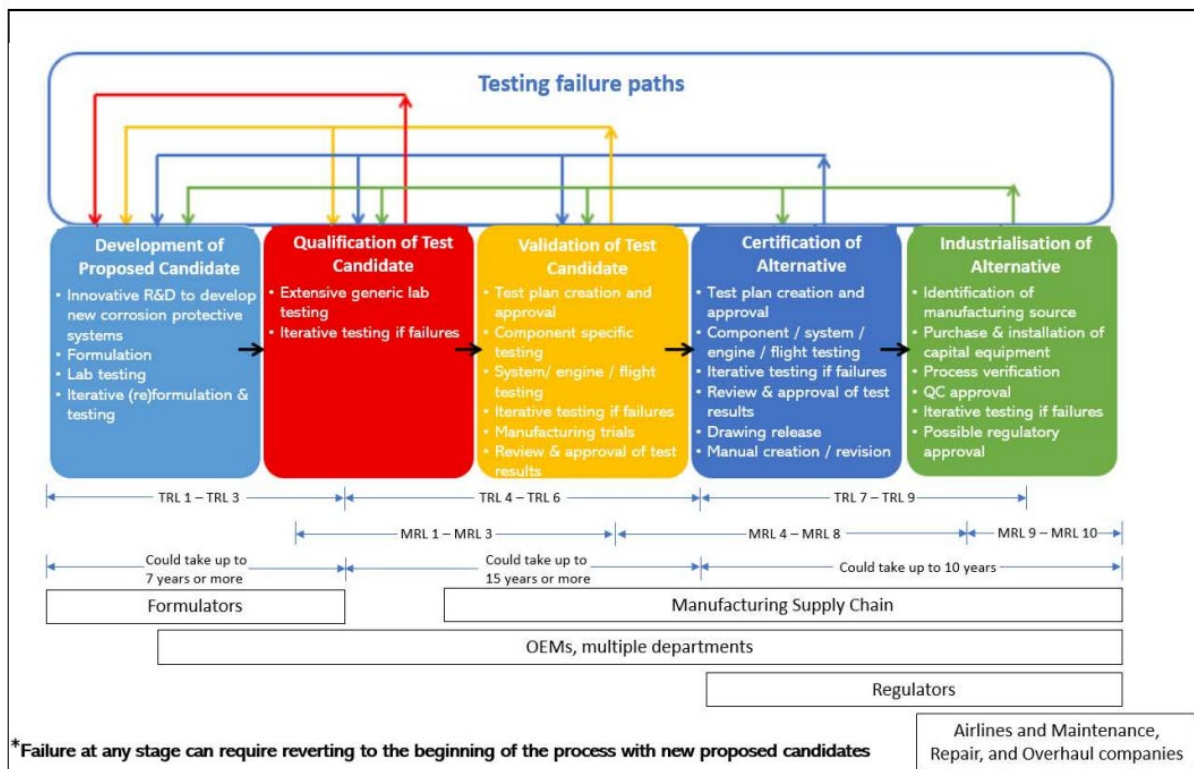 Testing failure paths
Development of
Proposed Candidate
• Innovative R&D to develop
new corrosion protective
systems
• Formulation
• Lab testing
• Iterative (re)formulation &
testing
Qualification of Test
Candidate
• Extensive generic lab
testing
• Iterative testing if failures
Validation of Test
Candidate
• Test plan creation and
approval
• Component specific
testing
• System/ engine / flight
testing
• Iterative testing if failures
• Manufacturing trials
• Review & approval of test
results
Certification of
Alternative
• Test plan creation and
approval
• Component / system /
engine / flight testing
• Iterative testing if failures
• Review & approval of test
results
• Drawing release
• Manual creation / revision
Industrialisation of
Alternative
• Identification of
manufacturing source
• Purchase & installation of
capital equipment
• Process verification
• QC approval
• Iterative testing if failures
• Possible regulatory
approval
TRL 1 – TRL 3
TRL 4 – TRL 6
TRL 7 – TRL 9
MRL 1 – MRL 3
MRL 4 – MRL 8
MRL 9 – MRL 10
Could take up to
7 years or more
Could take up to
15 years or more
Could take up to 10 years
Formulators
Manufacturing Supply Chain
OEMs, multiple departments
Regulators
Airlines and Maintenance,
Repair, and Overhaul companies
*Failure at any stage can require reverting to the beginning of the process with new proposed candidates